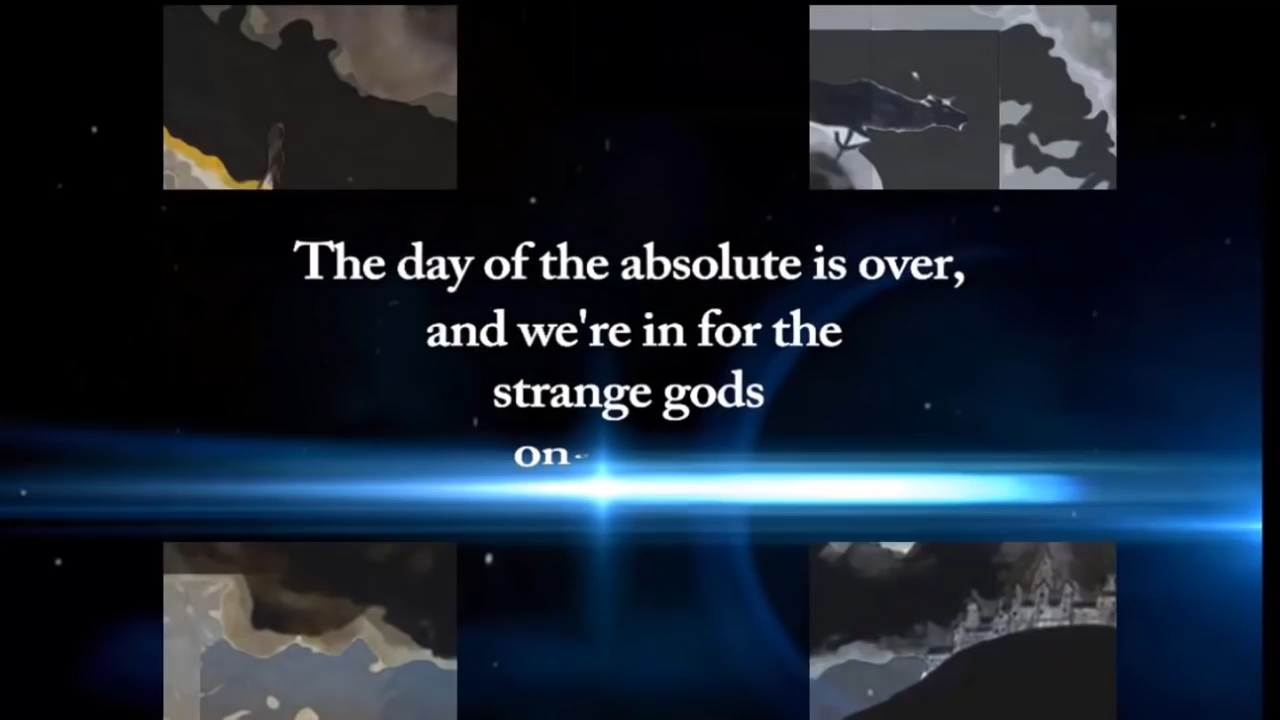 The day of the absolute is over,
and we're in for the
strange gods
on